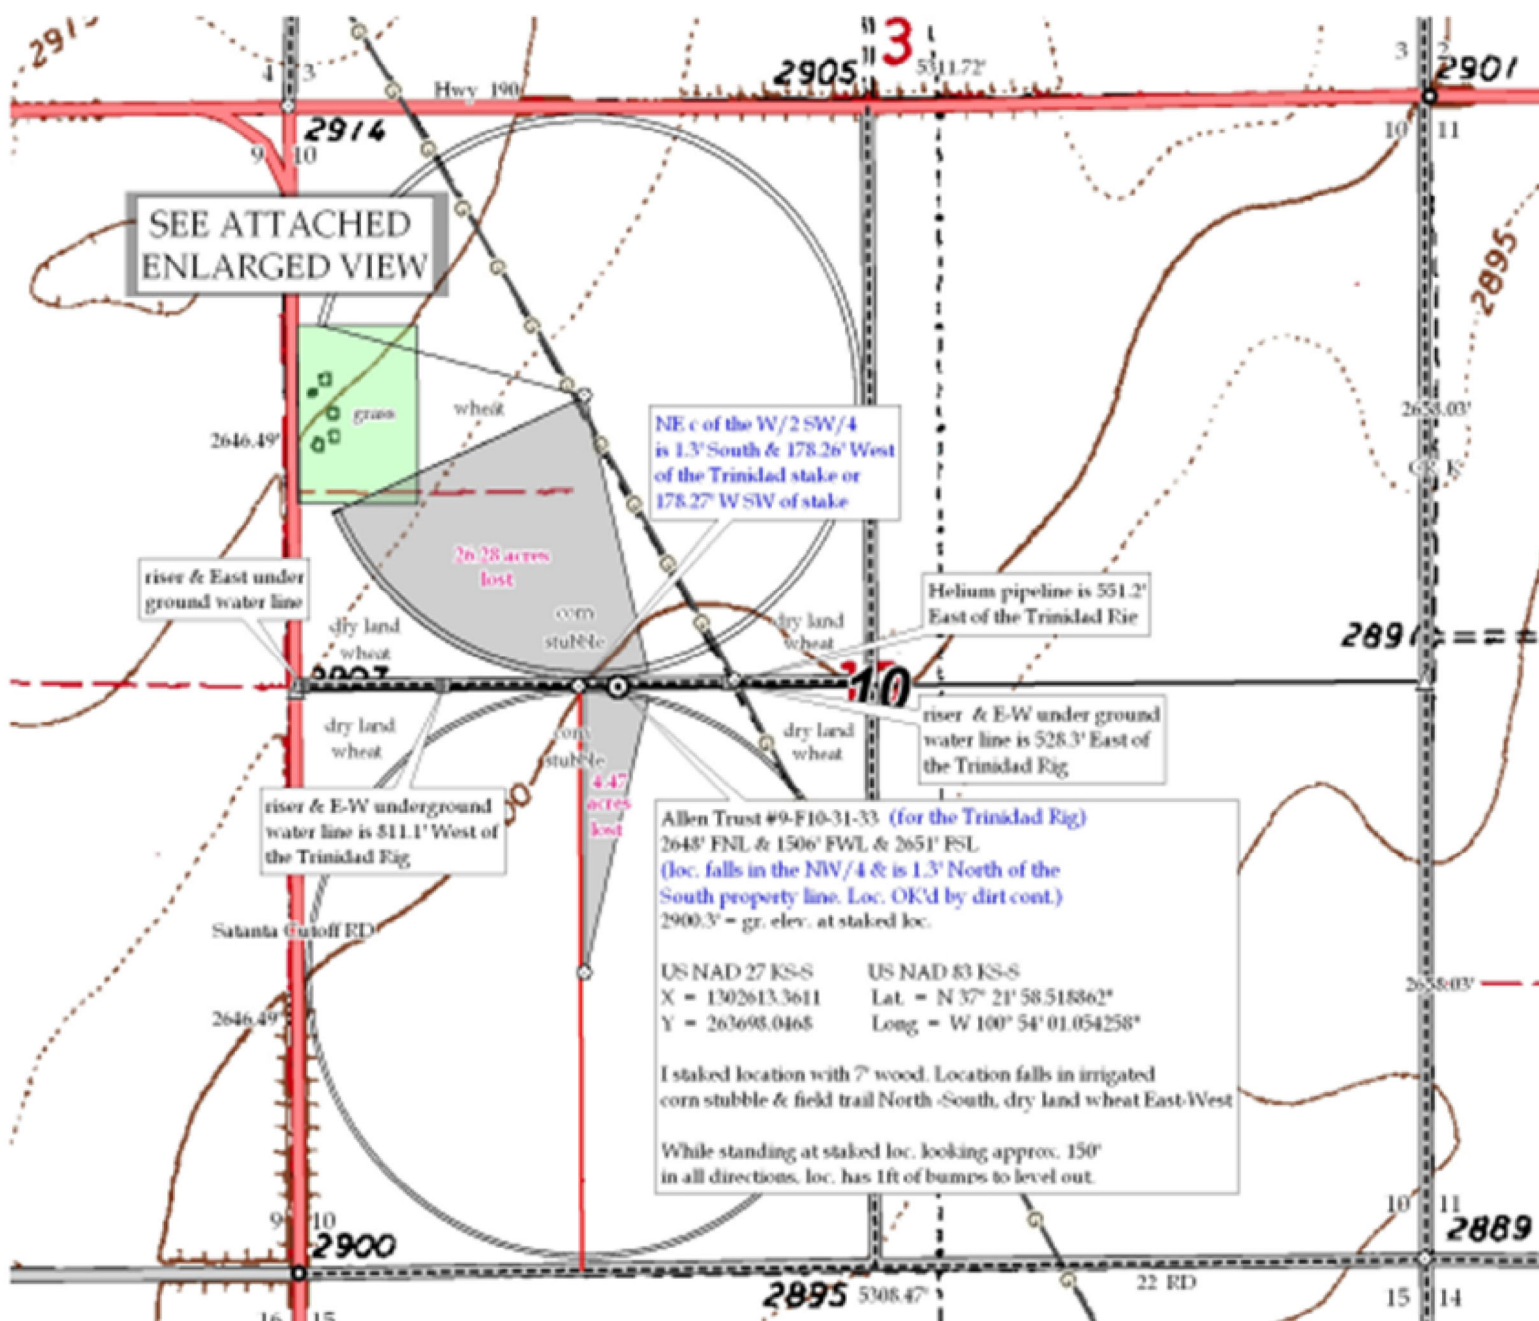 2915
3
5311.72'
2905
3
2
2901
4
3
Hwy 190
2914
9
10
10
11
SEE ATTACHED
ENLARGED VIEW
2895
grass
wheat
2646.49'
2658.03'
NE c of the W/2 SW/4
is 1.3' South & 178.26' West
of the Trinidad stake or
178.27' W SW of stake
26.28 acres
lost
riser & East under
ground water line
corn
stubble
dry land
wheat
dry land
wheat
Helium pipeline is 551.2'
East of the Trinidad Rie
289
2903
10
dry land
wheat
corn
stubble
dry land
wheat
riser & E-W under ground
water line is 528.3' East of
the Trinidad Rig
4.47
acres
lost
riser & E-W underground
water line is 811.1' West of
the Trinidad Rig
Allen Trust #9-F10-31-33 (for the Trinidad Rig)
2648' FNL & 1506' FWL & 2651' FSL
(loc. falls in the NW/4 & is 1.3' North of the
South property line. Loc. OK'd by dirt cont.)
2900.3' = gr. elev. at staked loc.
US NAD 27 KS-S
X = 1302613.3611
Y = 263698.0468
US NAD 83 KS-S
Lat. = N 37° 21' 58.518862"
Long = W 100° 54' 01.054258"
I staked location with 7' wood. Location falls in irrigated
corn stubble & field trail North -South, dry land wheat East-West
While standing at staked loc. looking approx. 150'
in all directions, loc. has 1ft of bumps to level out.
Satanta Cutoff RD
2658.03'
2646.49'
9
10
2900
10
11
2889
2895
5308.47'
22 RD
16
15
15
14